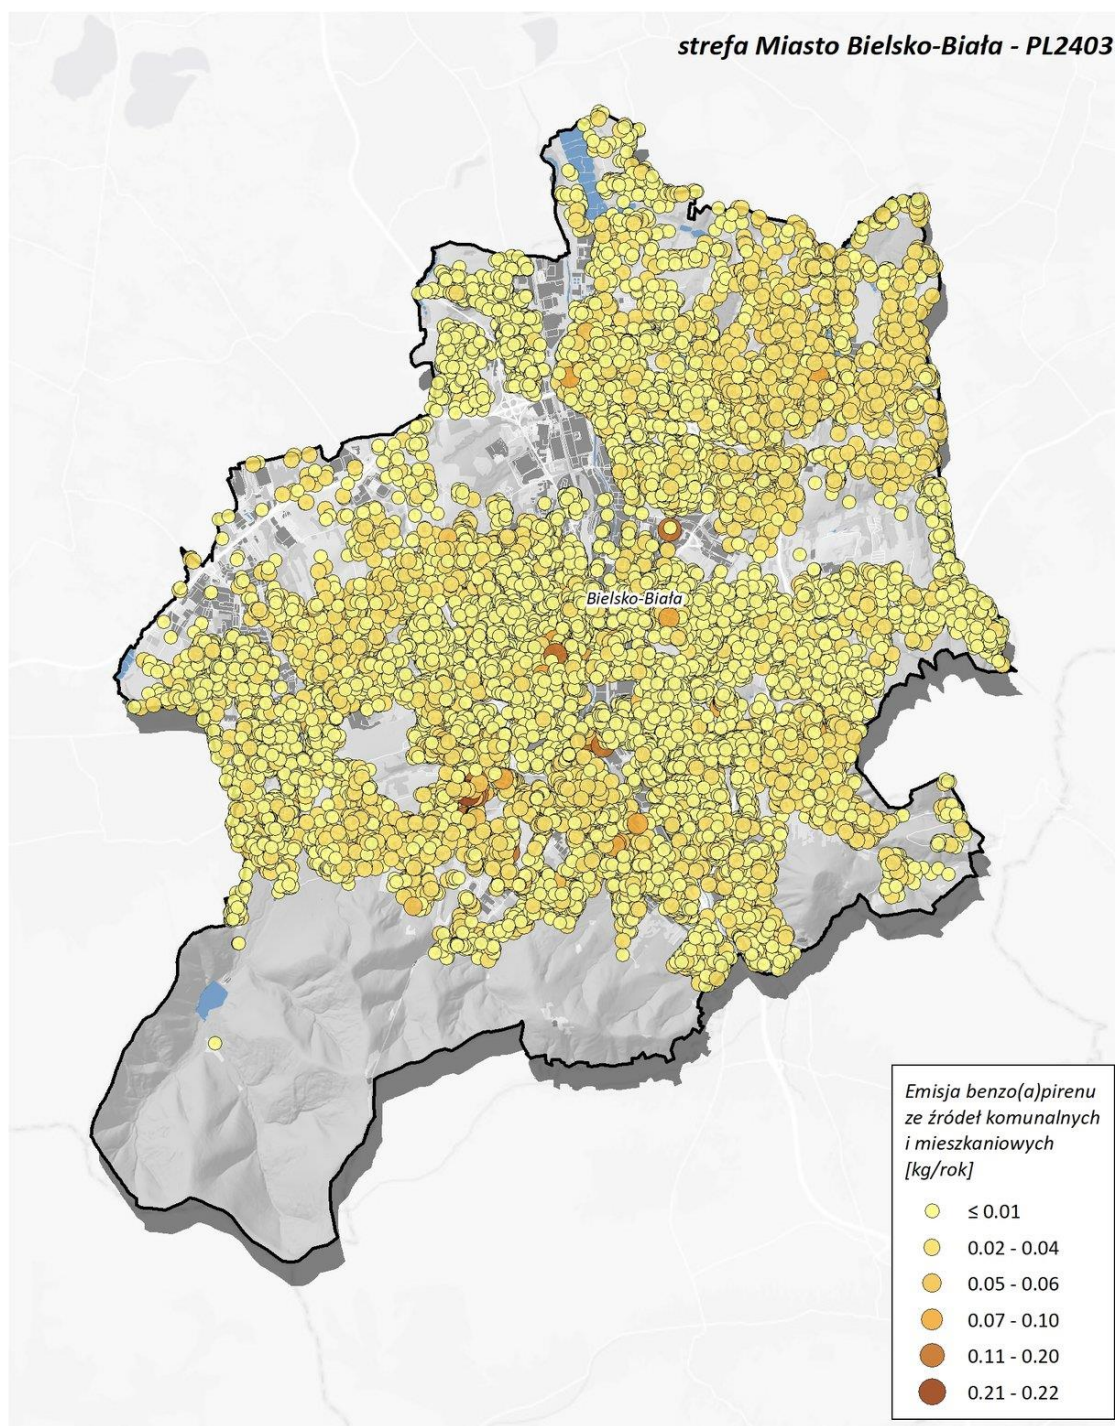 strefa Miasto Bielsko-Biała - PL2403
Bielsko-Biała
Emisja benzo(a)pirenu
ze źródeł komunalnych
i mieszkaniowych
[kg/rok]
≤ 0.01
0.02 - 0.04
0.05 - 0.06
0.07 - 0.10
0.11 - 0.20
0.21 - 0.22